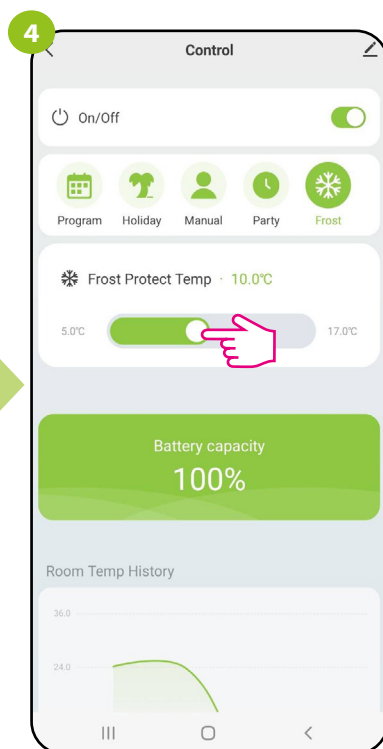 4
Control
On/Off
Program Holiday Manual Party Frost
Frost Protect Temp · 10.0℃
5.0℃ 17.0℃
Battery capacity
100%
Room Temp History
36.0
24.0